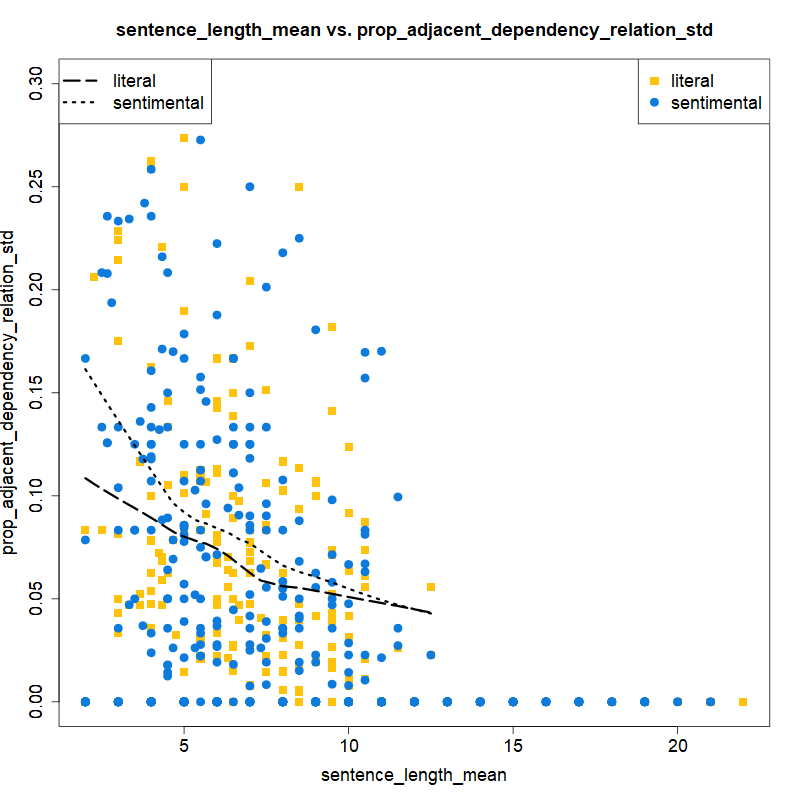 sentence_length_mean vs. prop_adjacent_dependency_relation_std
literal
sentimental
literal
sentimental
prop_adjacent_dependency_relation_std
0.30
0.25
0.20
0.15
0.10
0.05
0.00
5 10 15 20
sentence_length_mean